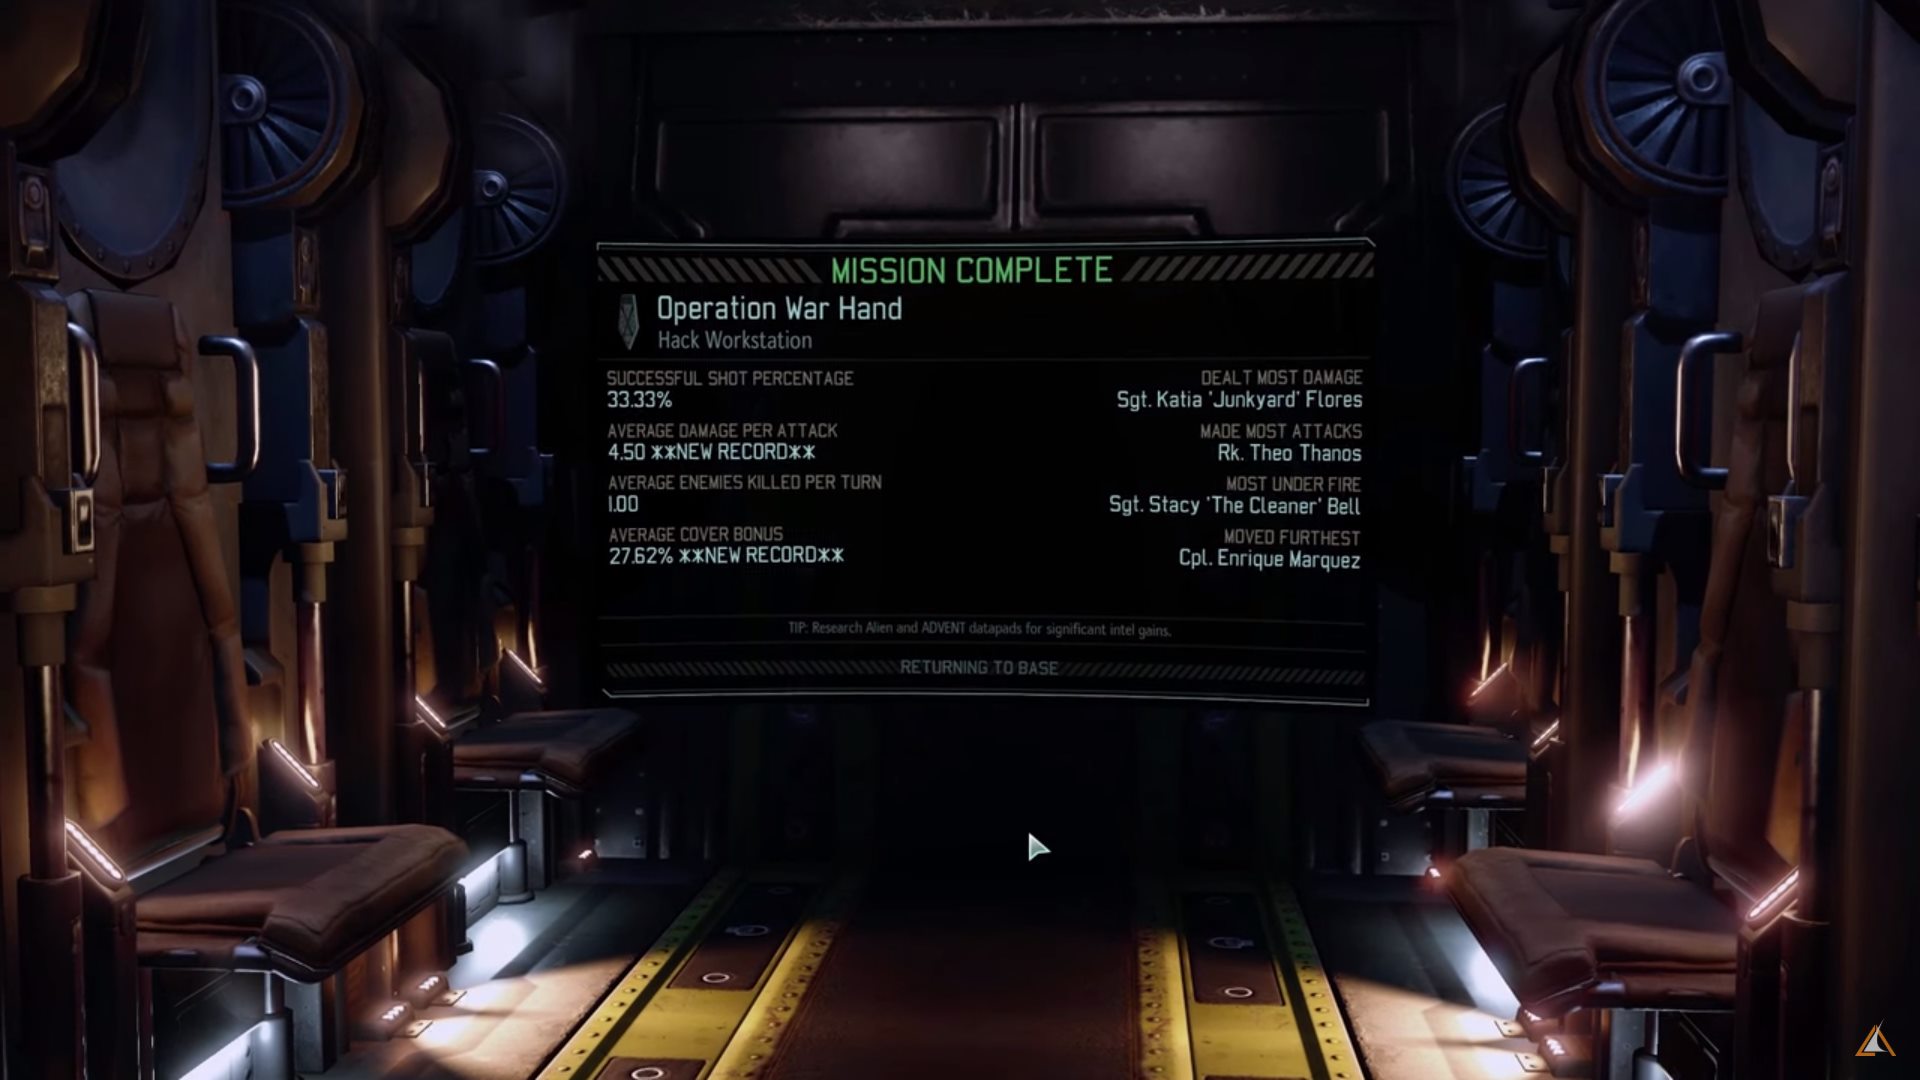 MISSION COMPLETE
Operation War Hand
Hack Workstation
SUCCESSFUL SHOT PERCENTAGE
33.33%
AVERAGE DAMAGE PER ATTACK
4.50 **NEW RECORD**
AVERAGE ENEMIES KILLED PER TURN
1.00
AVERAGE COVER BONUS
27.62% **NEW RECORD**
DEALT MOST DAMAGE
Sgt. Katia 'Junkyard' Flores
MADE MOST ATTACKS
Rk. Theo Thanos
MOST UNDER FIRE
Sgt. Stacy 'The Cleaner' Bell
MOVED FURTHEST
Cpl. Enrique Marquez
TIP: Research Alien and ADVENT datapads for significant intel gains.
RETURNING TO BASE